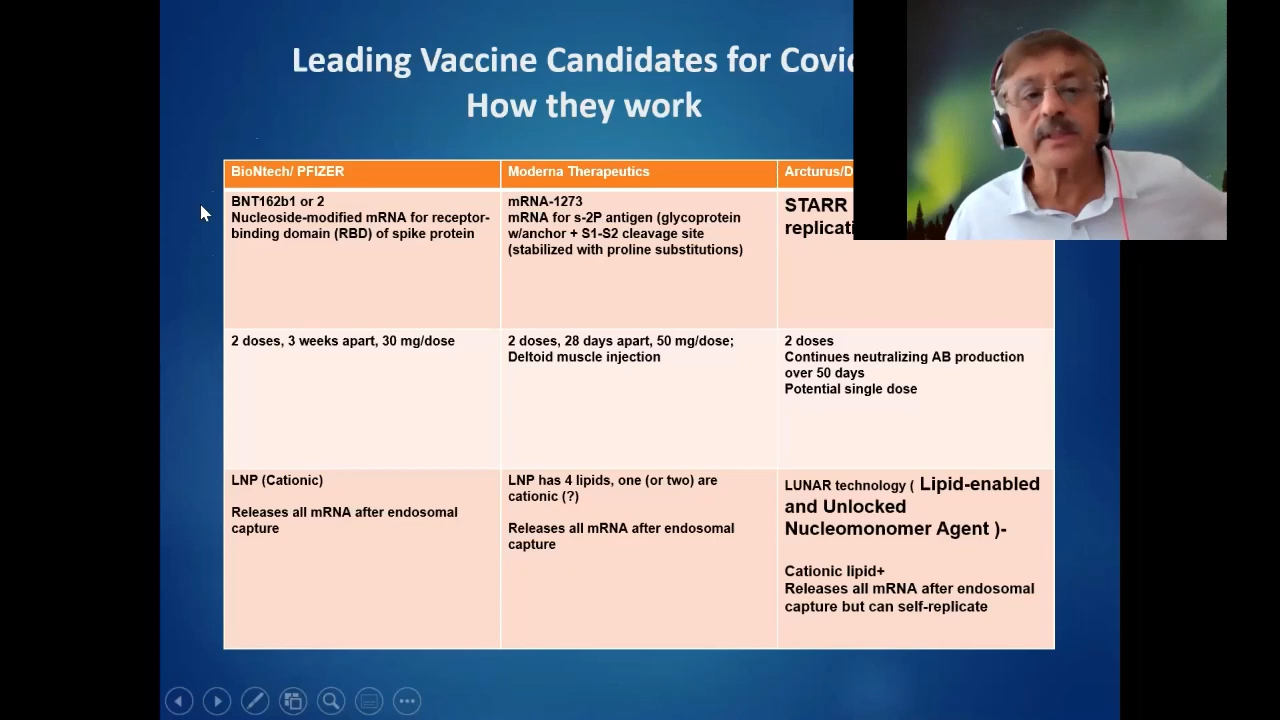 Leading Vaccine Candidates for Covid
How they work
BioNtech/ PFIZER
Moderna Therapeutics
Arcturus/D
BNT162b1 or 2
Nucleoside-modified mRNA for receptor-
binding domain (RBD) of spike protein
mRNA-1273
mRNA for s-2P antigen (glycoprotein
w/anchor + S1-S2 cleavage site
(stabilized with proline substitutions)
STARR
2 doses, 3 weeks apart, 30 mg/dose
2 doses, 28 days apart, 50 mg/dose;
Deltoid muscle injection
2 doses
Continues neutralizing AB production
over 50 days
Potential single dose
LNP (Cationic)
Releases all mRNA after endosomal
capture
LNP has 4 lipids, one (or two) are
cationic (?)
Releases all mRNA after endosomal
capture
LUNAR technology ( Lipid-enabled
and Unlocked
Nucleomonomer Agent )-
Cationic lipid+
Releases all mRNA after endosomal
capture but can self-replicate